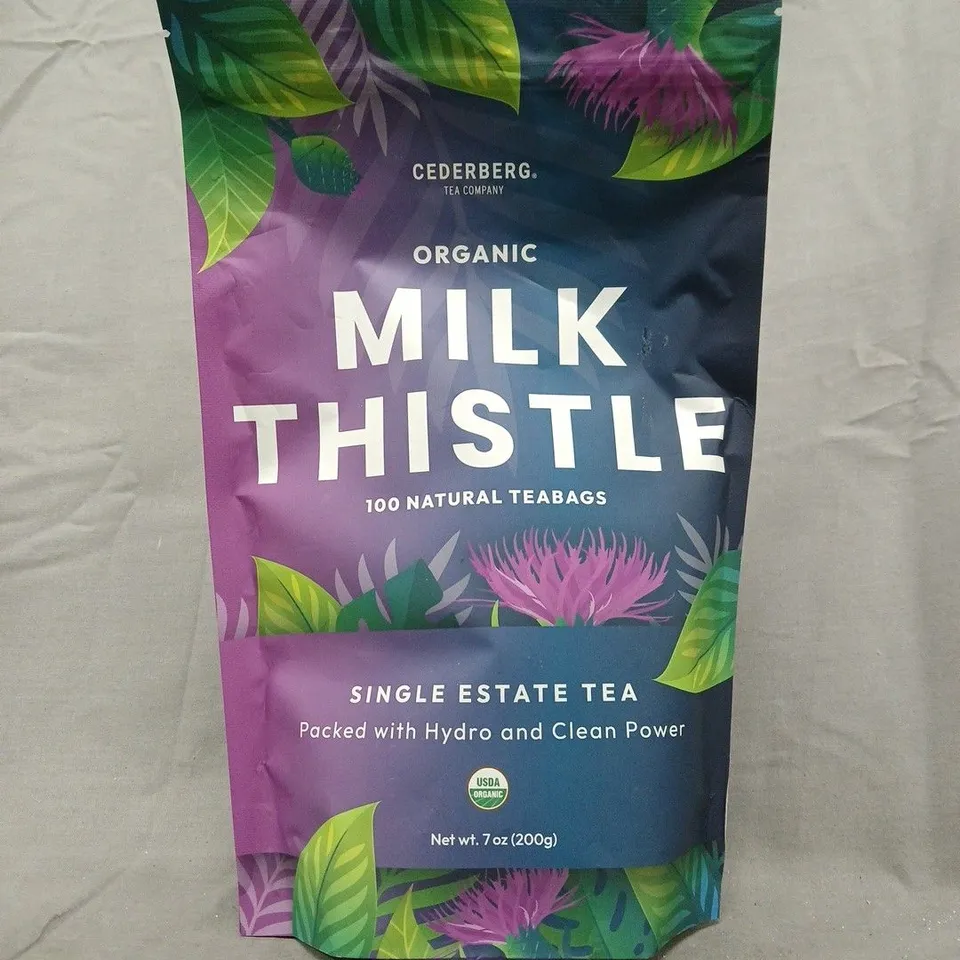 CEDERBERG®
TEA COMPANY
ORGANIC
MILK
THISTLE
100 NATURAL TEABAGS
SINGLE ESTATE TEA
Packed with Hydro and Clean Power
USDA
ORGANIC
Net wt. 7 oz (200g)